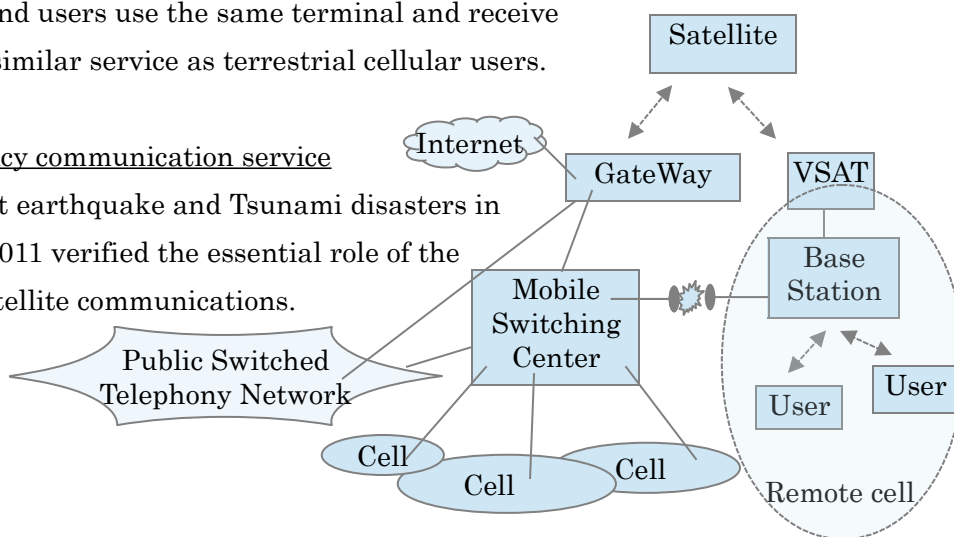 nd users use the same terminal and receive
similar service as terrestrial cellular users.
cy communication service
t earthquake and Tsunami disasters in
011 verified the essential role of the
tellite communications.
Satellite
Internet
GateWay
VSAT
Base
Station
Mobile
Switching
Center
Public Switched
Telephony Network
User
User
Cell
Cell
Cell
Remote cell